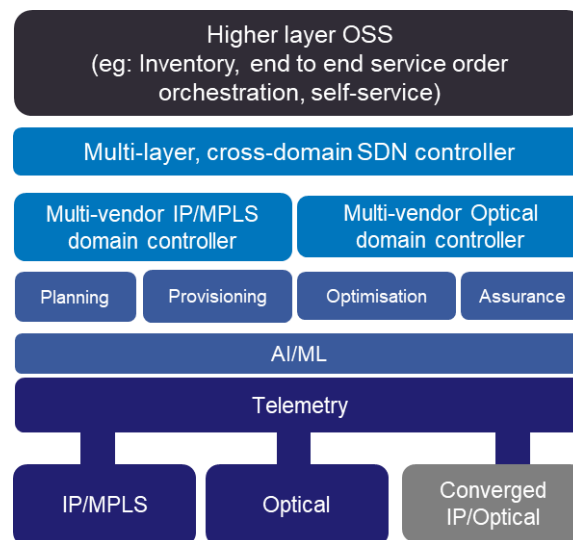 Higher layer OSS
(eg: Inventory, end to end service order
orchestration, self-service)
Multi-layer, cross-domain SDN controller
Multi-vendor IP/MPLS
domain controller
Multi-vendor Optical
domain controller
Planning
Provisioning
Optimisation
Assurance
AI/ML
Telemetry
IP/MPLS
Optical
Converged
IP/Optical